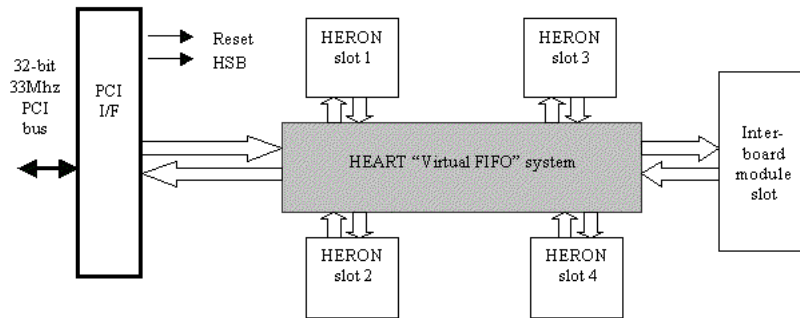 32-bit
33Mhz
PCI
bus
PCI
I/F
Reset
HSB
HERON
slot 1
HERON
slot 3
HEART “Virtual FIFO” system
HERON
slot 2
HERON
slot 4
Inter-
board
module
slot